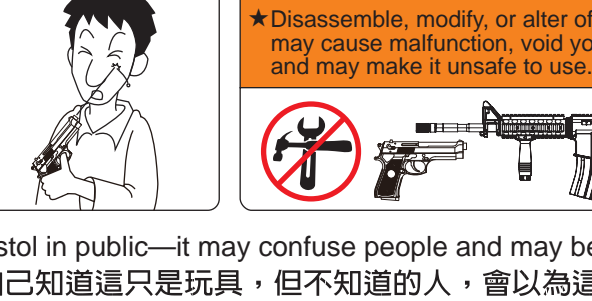 ★Disassemble, modify, or alter of
may cause malfunction, void yo
and may make it unsafe to use.
stol in public—it may confuse people and may be
己知道這只是玩具，但不知道的人，會以為這